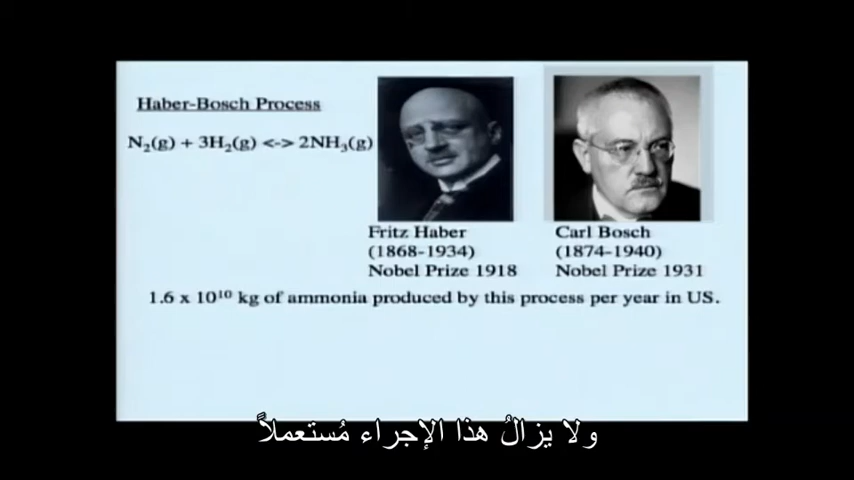 Haber-Bosch Process
N₂(g) + 3H₂(g) <-> 2NH₃(g)
Fritz Haber
(1868-1934)
Nobel Prize 1918
Carl Bosch
(1874-1940)
Nobel Prize 1931
1.6 x 10¹⁰ kg of ammonia produced by this process per year in US.
ولا يزالُ هذا الإجراء مُستعملاً